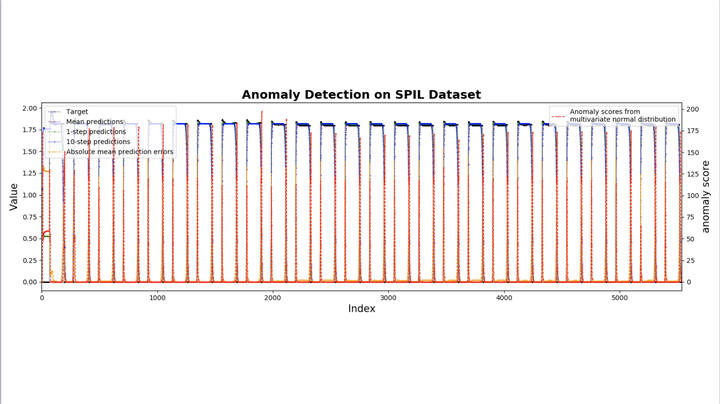 Anomaly Detection on SPIL Dataset
Target
Mean predictions
1-step predictions
10-step predictions
Absolute mean prediction errors
Anomaly scores from
multivariate normal distribution
Value
2.00
1.75
1.50
1.25
1.00
0.75
0.50
0.25
0.00
200
175
150
125
100
75
50
25
0
anomaly score
0 1000 2000 3000 4000 5000
Index